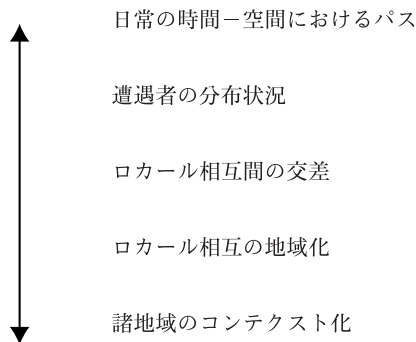 日常の時間−空間におけるパス
遭遇者の分布状況
ロカール相互間の交差
ロカール相互の地域化
諸地域のコンテクスト化